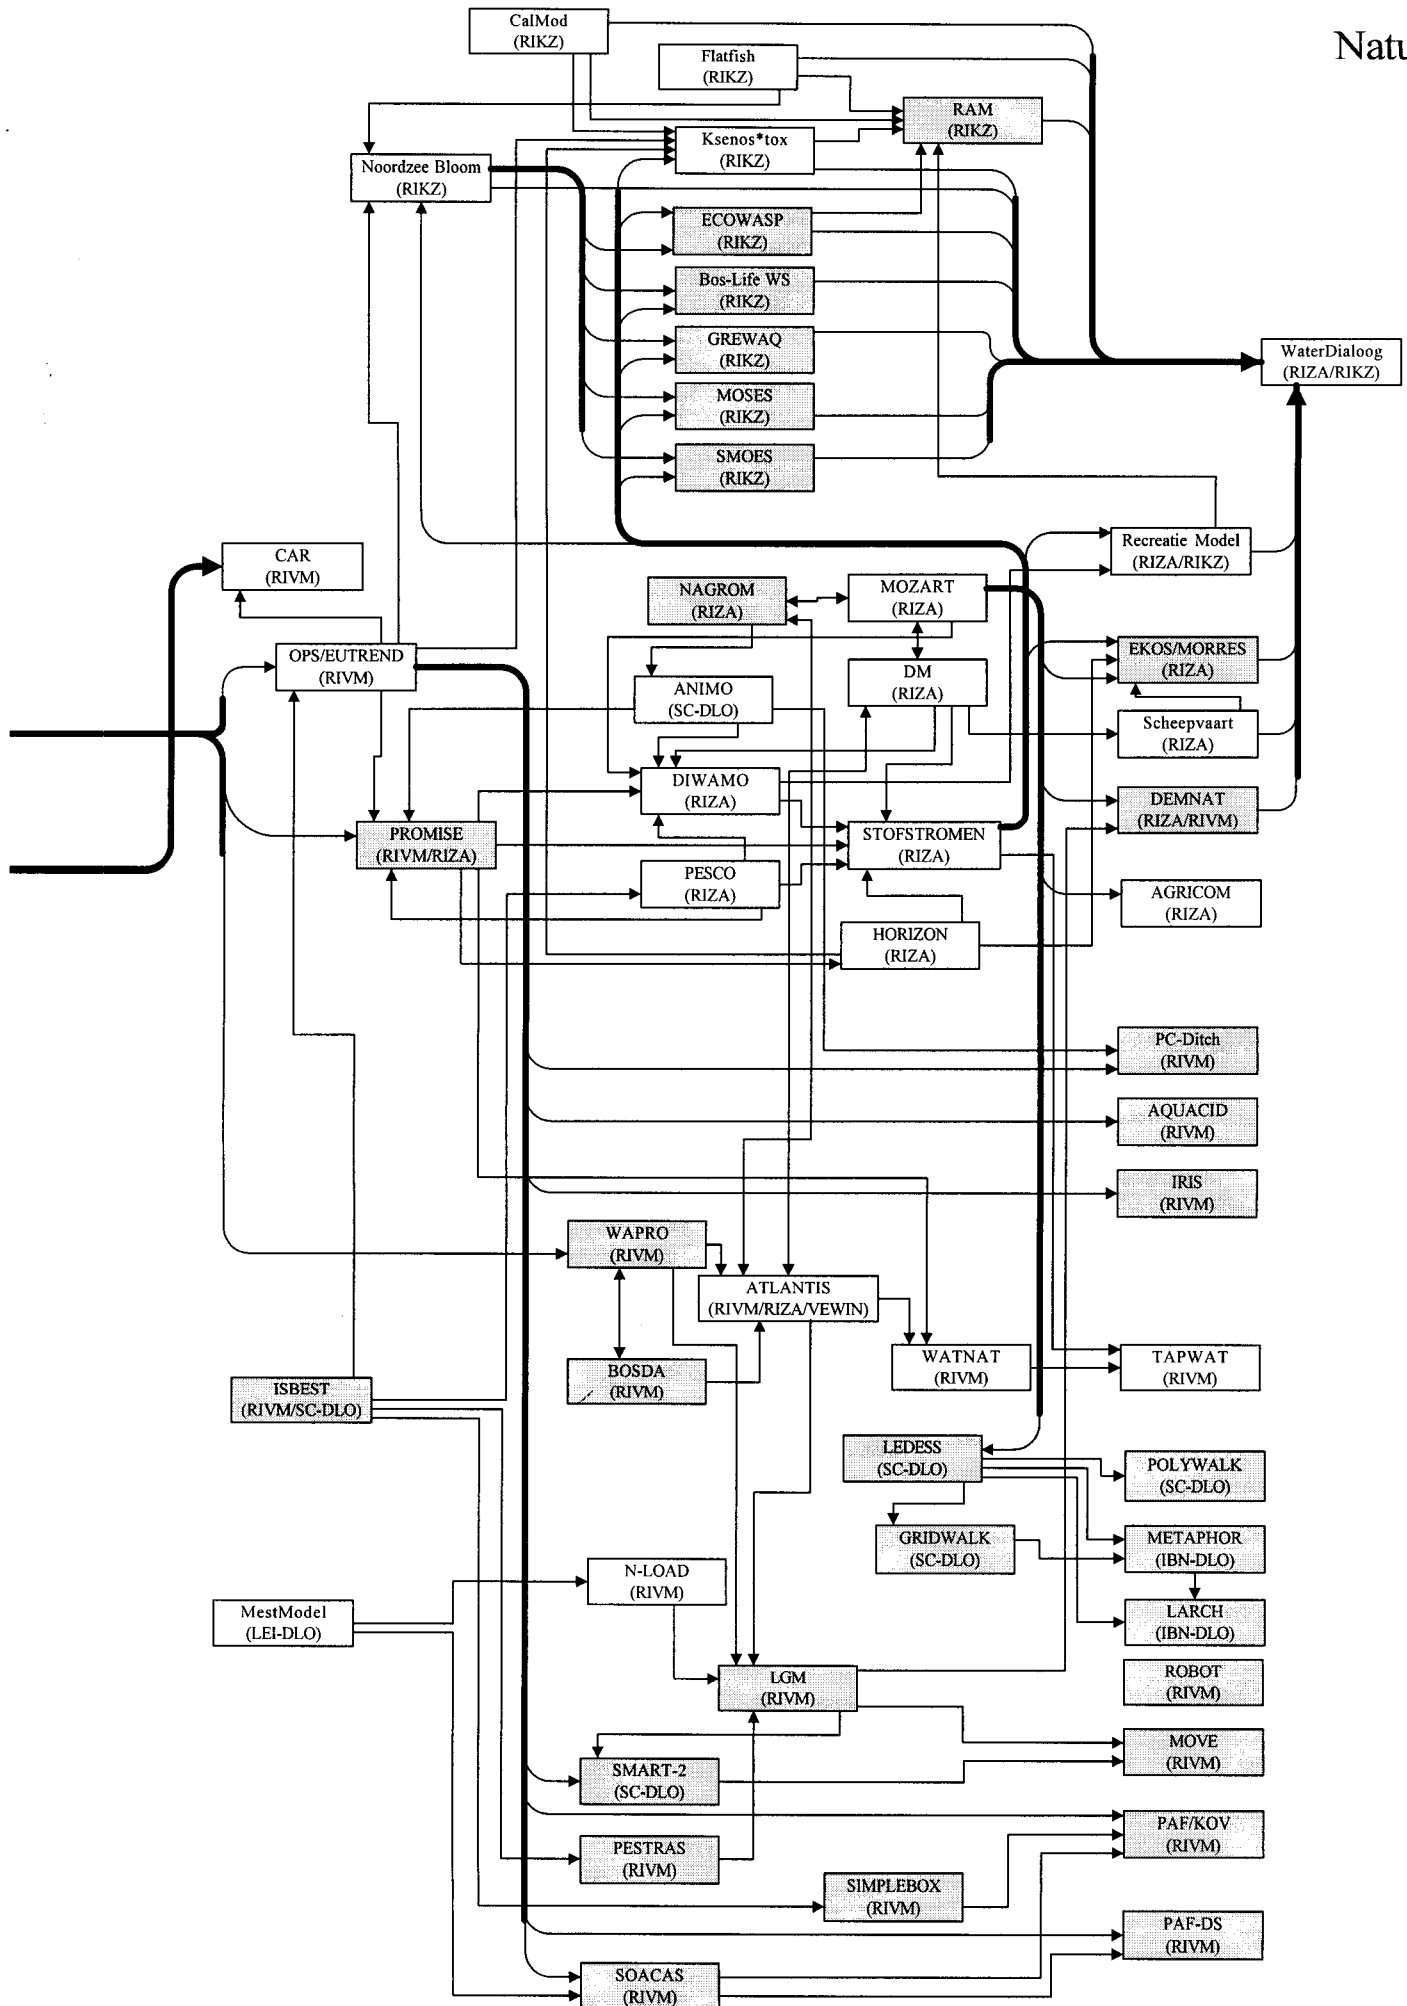 CalMod
(RIKZ)
Natu
Flatfish
(RIKZ)
RAM
(RIKZ)
Ksenos*tox
(RIKZ)
Noordzee Bloom
(RIKZ)
ECOWASP
(RIKZ)
Bos-Life WS
(RIKZ)
GREWAQ
(RIKZ)
WaterDialoog
(RIZA/RIKZ)
MOSES
(RIKZ)
SMOES
(RIKZ)
Recreatie Model
(RIZA/RIKZ)
CAR
(RIVM)
NAGROM
(RIZA)
MOZART
(RIZA)
OPS/EUTREND
(RIVM)
EKOS/MORRES
(RIZA)
ANIMO
(SC-DLO)
DM
(RIZA)
Scheepvaart
(RIZA)
DIWAMO
(RIZA)
DEMNAT
(RIZA/RIVM)
PROMISE
(RIVM/RIZA)
STOFSTROMEN
(RIZA)
PESCO
(RIZA)
AGRICOM
(RIZA)
HORIZON
(RIZA)
PC-Ditch
(RIVM)
AQUACID
(RIVM)
IRIS
(RIVM)
WAPRO
(RIVM)
ATLANTIS
(RIVM/RIZA/VEWIN)
WATNAT
(RIVM)
TAPWAT
(RIVM)
BOSDA
(RIVM)
ISBEST
(RIVM/SC-DLO)
LEDESS
(SC-DLO)
POLYWALK
(SC-DLO)
GRIDWALK
(SC-DLO)
METAPHOR
(IBN-DLO)
N-LOAD
(RIVM)
MestModel
(LEI-DLO)
LARCH
(IBN-DLO)
LGM
(RIVM)
ROBOT
(RIVM)
MOVE
(RIVM)
SMART-2
(SC-DLO)
PAF/KOV
(RIVM)
PESTRAS
(RIVM)
SIMPLEBOX
(RIVM)
PAF-DS
(RIVM)
SOACAS
(RIVM)